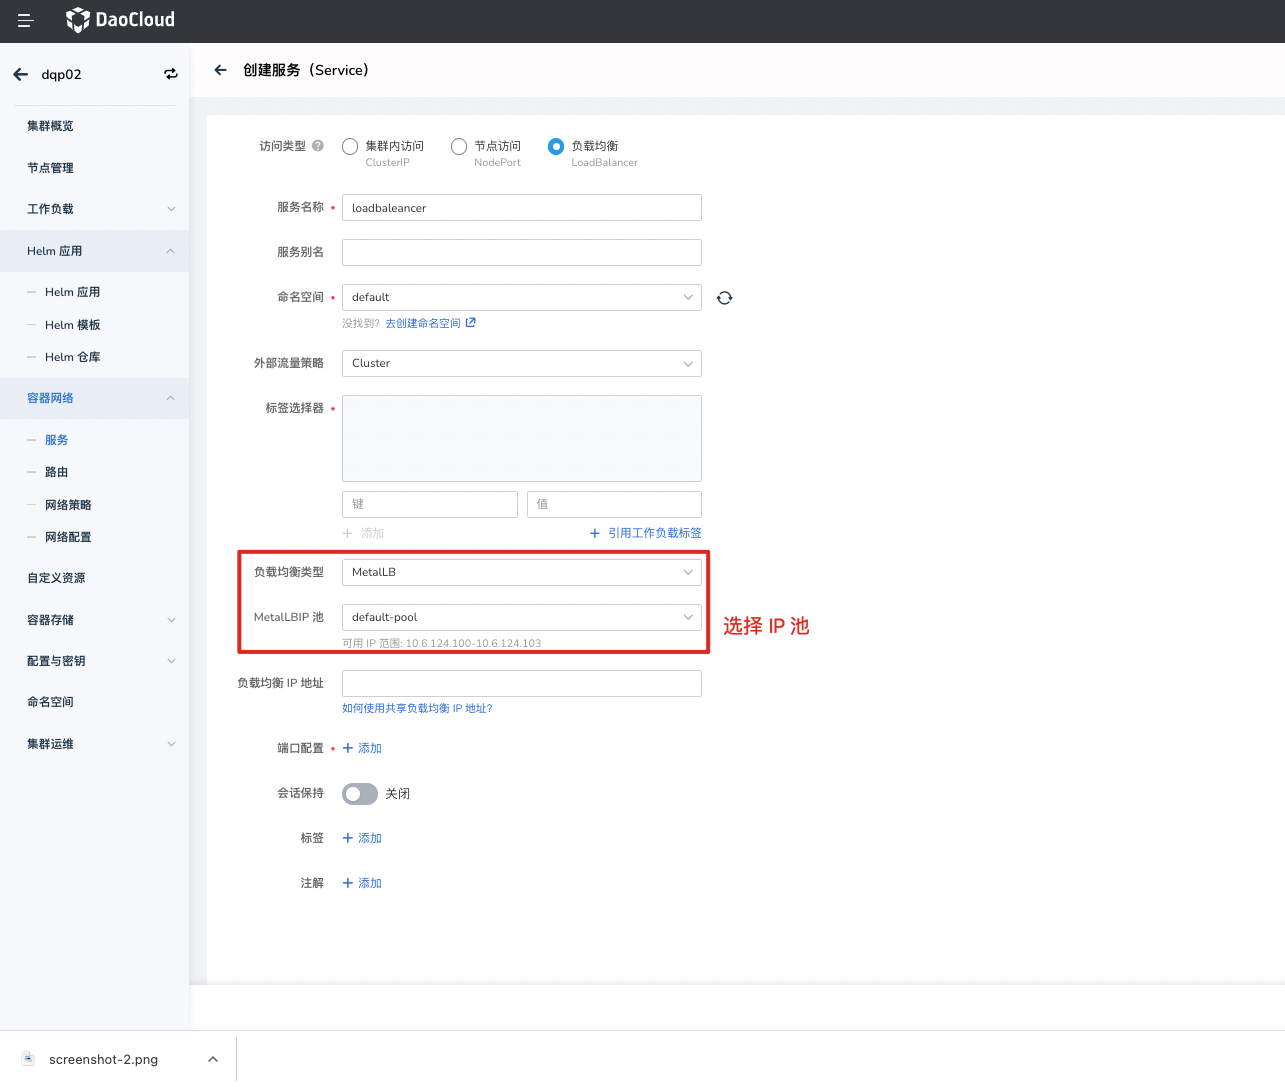 DaoCloud
dqp02
集群概览
节点管理
工作负载
Helm 应用
Helm 应用
Helm 模板
Helm 仓库
容器网络
服务
路由
网络策略
网络配置
自定义资源
容器存储
配置与密钥
命名空间
集群运维
创建服务（Service）
访问类型 ?
集群内访问
ClusterIP
节点访问
NodePort
负载均衡
LoadBalancer
服务名称 * loadbaleancer
服务别名
命名空间 * default
没找到? 去创建命名空间
外部流量策略 Cluster
标签选择器 *
键 值
+ 添加 + 引用工作负载标签
负载均衡类型 MetalLB
MetalLBIP 池 default-pool
可用 IP 范围: 10.6.124.100-10.6.124.103
选择 IP 池
负载均衡 IP 地址
如何使用共享负载均衡 IP 地址?
端口配置 * + 添加
会话保持 关闭
标签 + 添加
注解 + 添加
screenshot-2.png